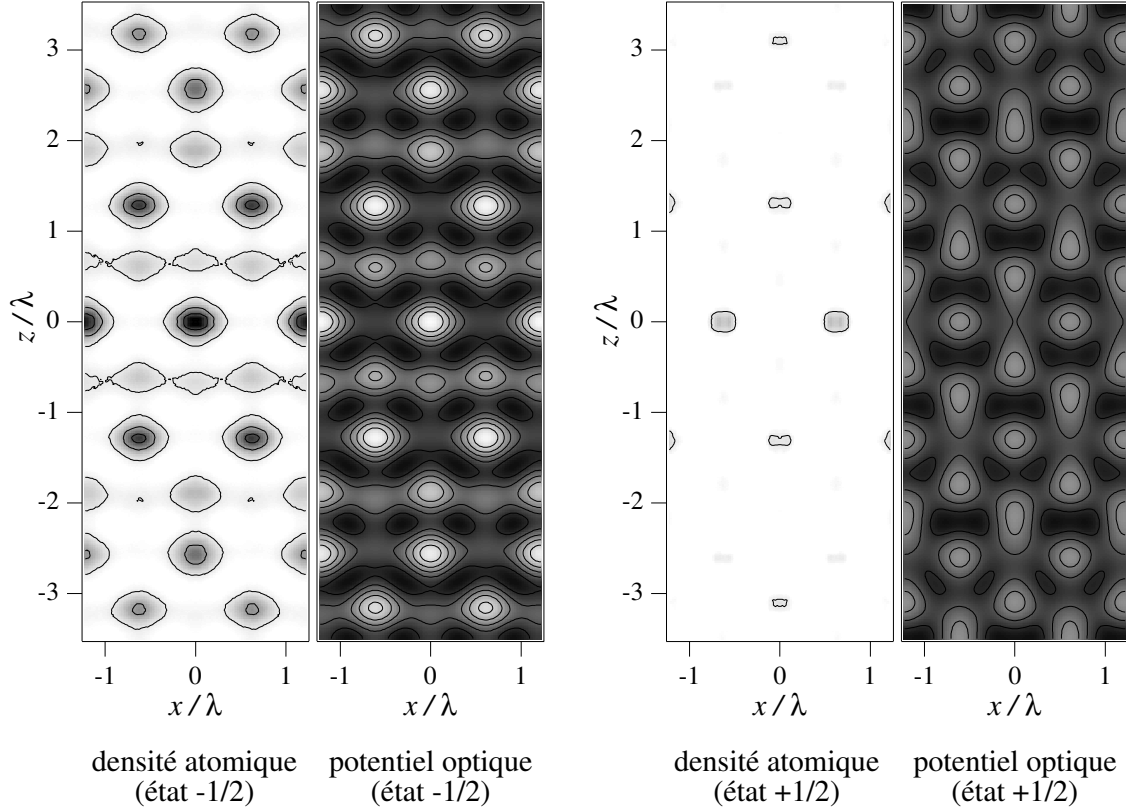 3
2
1
0
-1
-2
-3
z / λ
-1 0 1
x / λ
-1 0 1
x / λ
densité atomique
(état -1/2)
potentiel optique
(état -1/2)
3
2
1
0
-1
-2
-3
z / λ
-1 0 1
x / λ
-1 0 1
x / λ
densité atomique
(état +1/2)
potentiel optique
(état +1/2)